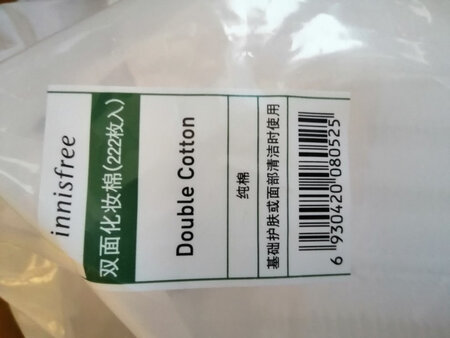 innisfree
双面化妆棉(222枚入)
Double Cotton
纯棉
基础护肤或面部清洁时使用
6 930420 080525